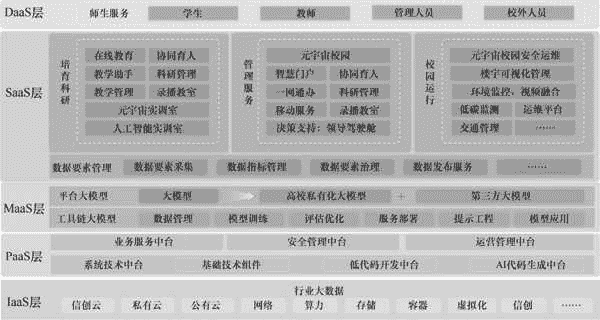 DaaS层 师生服务 学生 教师 管理人员 校外人员
SaaS层
培育科研
在线教育 协同育人
教学助手 科研管理
教学管理 录播教室
元宇宙实训室
人工智能实训室
管理服务
元宇宙校园
智慧门户 协同育人
一网通办 科研管理
移动服务 录播教室
决策支持：领导驾驶舱
校园运行
元宇宙校园安全运维
楼宇可视化管理
环境监控、视频融合
低碳监测 运维平台
交通管理 ……
数据要素管理 数据要素采集 数据指标管理 数据要素治理 数据发布服务 ……
MaaS层
平台大模型 大模型 高校私有化大模型 + 第三方大模型
工具链大模型 数据管理 模型训练 评估优化 服务部署 提示工程 模型应用
PaaS层
业务服务中台 安全管理中台 运营管理中台
系统技术中台 基础技术组件 低代码开发中台 AI代码生成中台
IaaS层
行业大数据
信创云 私有云 公有云 网络 算力 存储 容器 虚拟化 信创 ……